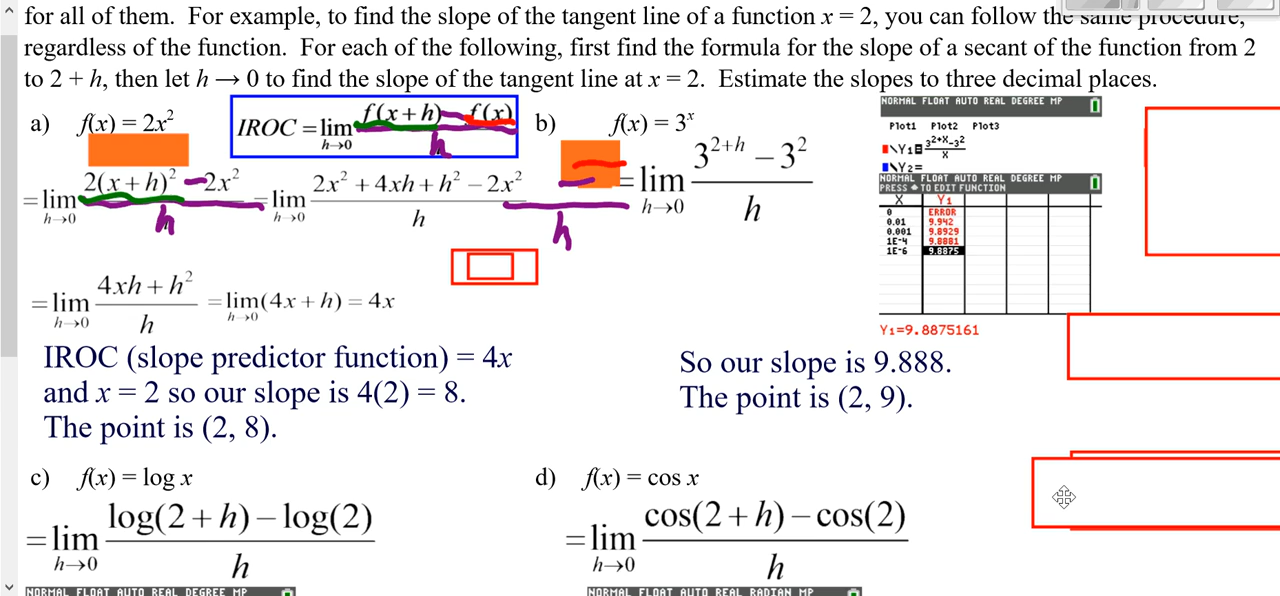 for all of them. For example, to find the slope of the tangent line of a function x = 2, you can follow the same procedure,
regardless of the function. For each of the following, first find the formula for the slope of a secant of the function from 2
to 2 + h, then let h → 0 to find the slope of the tangent line at x = 2. Estimate the slopes to three decimal places.
a) f(x) = 2x²
IROC = lim h→0 f(x+h) − f(x) / h
b) f(x) = 3ˣ
= lim h→0 2(x+h)² − 2x² / h = lim h→0 2x² + 4xh + h² − 2x² / h
h
= lim h→0 3²⁺ʰ − 3² / h
NORMAL FLOAT AUTO REAL DEGREE MP
Plot1 Plot2 Plot3
\Y1=3^(2+X)-3² / X
\Y2=
NORMAL FLOAT AUTO REAL DEGREE MP
PRESS + TO EDIT FUNCTION
X Y1
0 ERROR
0.01 9.942
0.001 9.8929
1E-4 9.8881
1E-6 9.8875
Y1=9.8875161
= lim h→0 4xh + h² / h = lim h→0 (4x + h) = 4x
IROC (slope predictor function) = 4x
and x = 2 so our slope is 4(2) = 8.
The point is (2, 8).
So our slope is 9.888.
The point is (2, 9).
c) f(x) = log x
= lim h→0 log(2 + h) − log(2) / h
d) f(x) = cos x
= lim h→0 cos(2 + h) − cos(2) / h
NORMAL FLOAT AUTO REAL DEGREE MP
NORMAL FLOAT AUTO REAL RADIAN MP